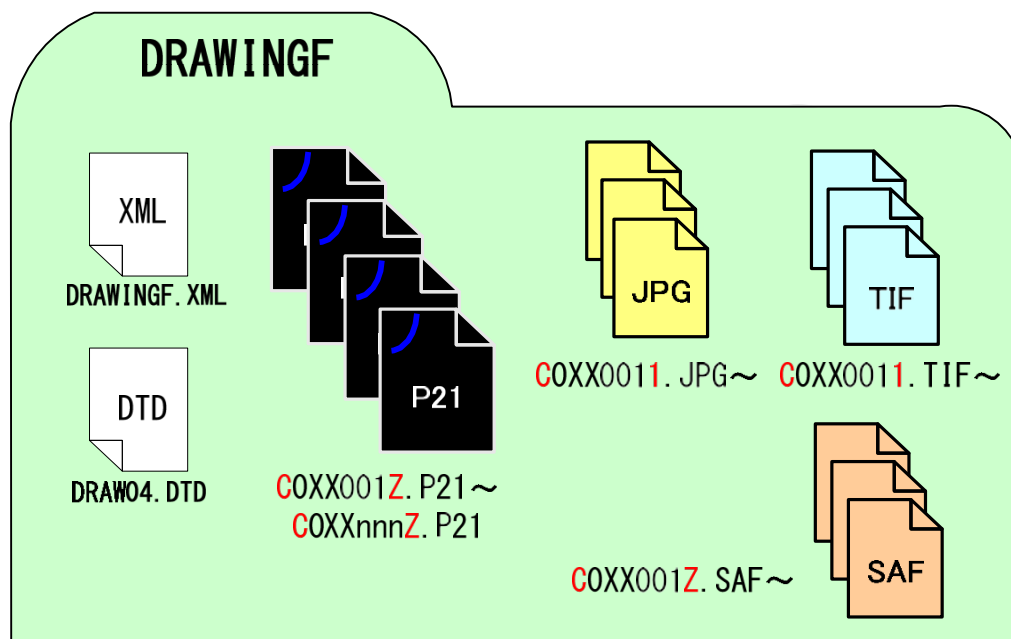 DRAWINGF
XML
DRAWINGF.XML
DTD
DRAW04.DTD
P21
C0XX001Z.P21～
C0XXnnnZ.P21
JPG
C0XX0011.JPG～
TIF
C0XX0011.TIF～
SAF
C0XX001Z.SAF～